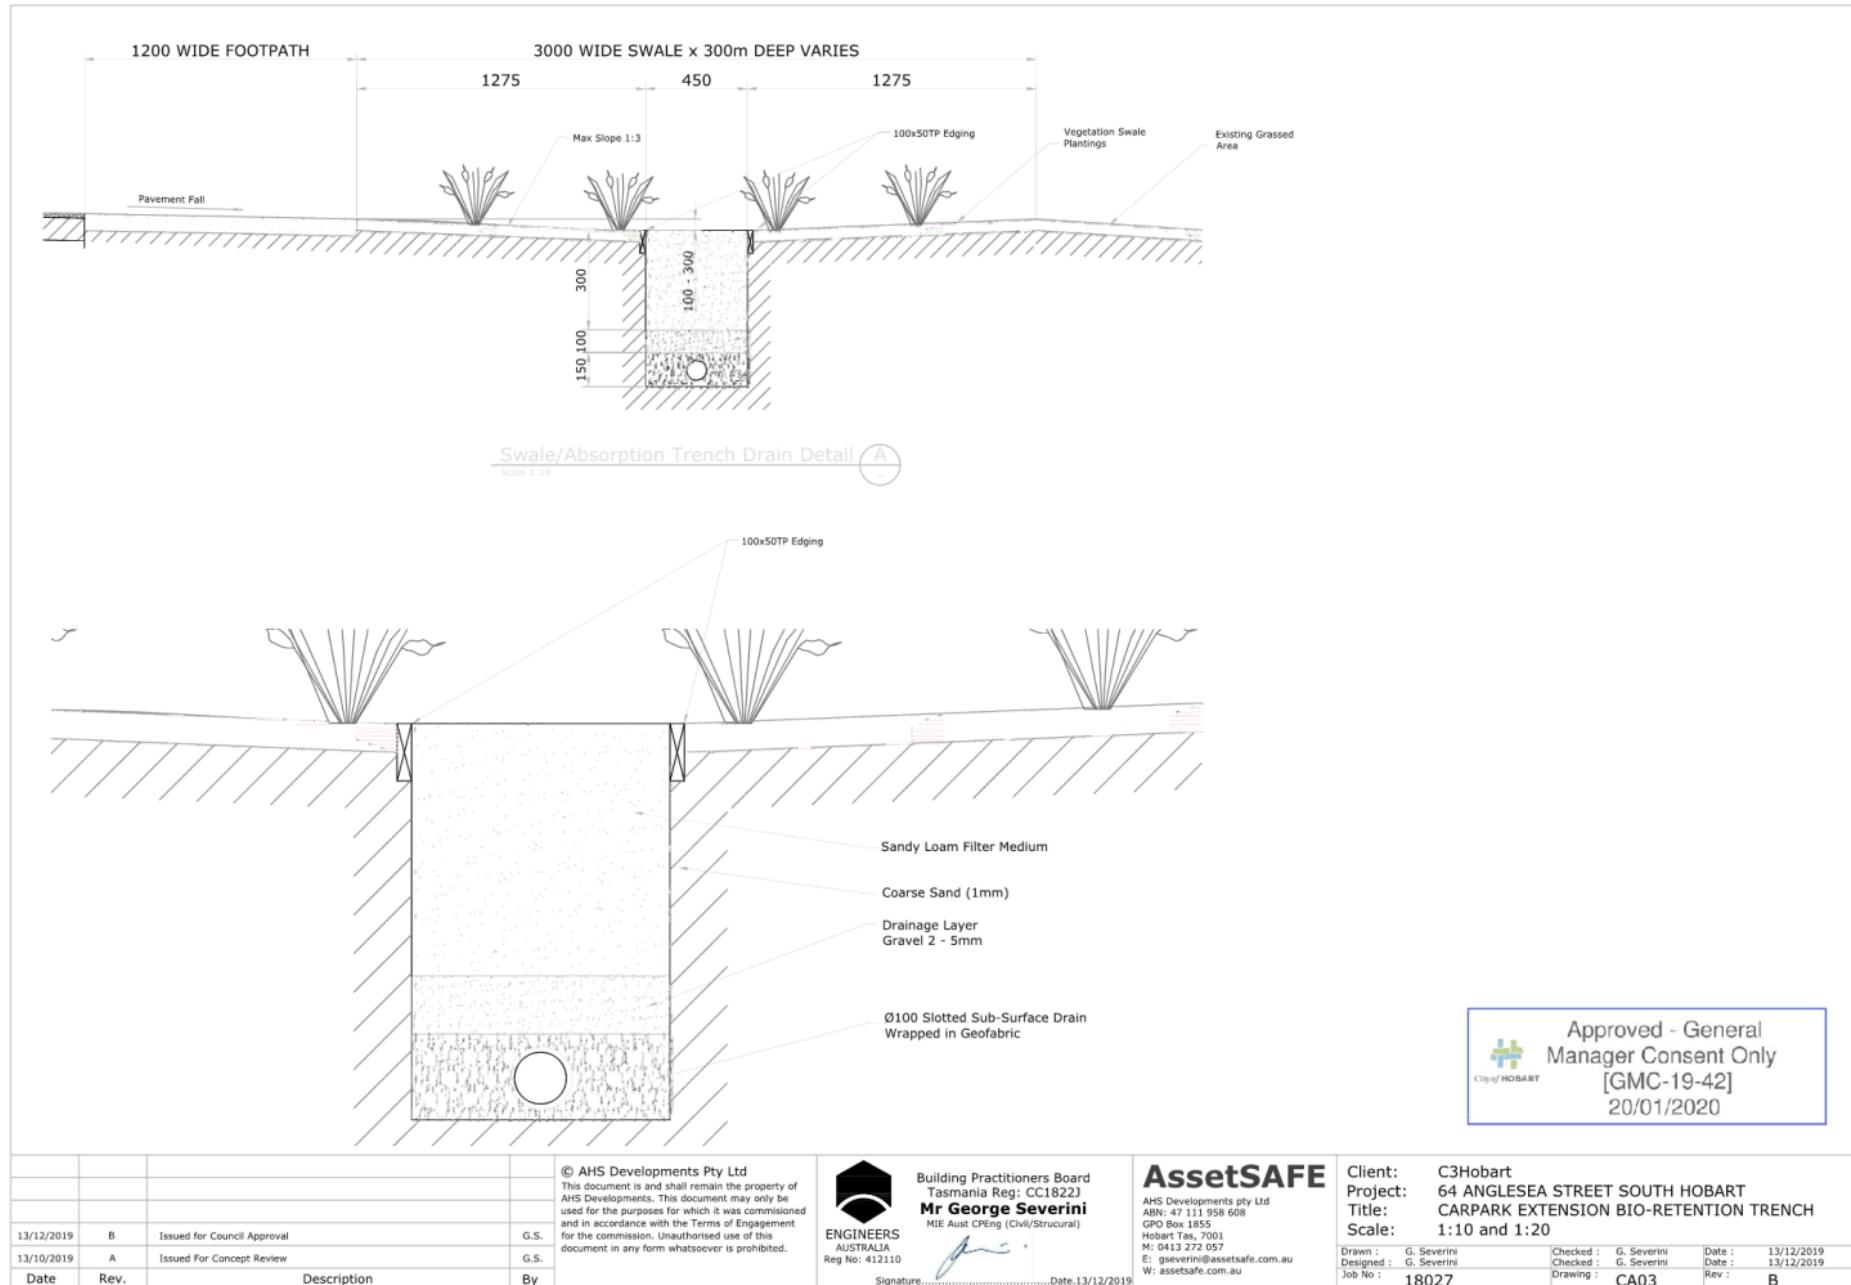 1200 WIDE FOOTPATH
3000 WIDE SWALE x 300m DEEP VARIES
1275
450
1275
Max Slope 1:3
100x50TP Edging
Vegetation Swale
Plantings
Existing Grassed
Area
Pavement Fall
300
100 - 300
100
150
Swale/Absorption Trench Drain Detail
A
-
Scale 1:10
100x50TP Edging
Sandy Loam Filter Medium
Coarse Sand (1mm)
Drainage Layer
Gravel 2 - 5mm
Ø100 Slotted Sub-Surface Drain
Wrapped in Geofabric
City of HOBART
Approved - General
Manager Consent Only
[GMC-19-42]
20/01/2020
13/12/2019 B Issued for Council Approval G.S.
13/10/2019 A Issued For Concept Review G.S.
Date Rev. Description By
© AHS Developments Pty Ltd
This document is and shall remain the property of
AHS Developments. This document may only be
used for the purposes for which it was commisioned
and in accordance with the Terms of Engagement
for the commission. Unauthorised use of this
document in any form whatsoever is prohibited.
ENGINEERS
AUSTRALIA
Reg No: 412110
Building Practitioners Board
Tasmania Reg: CC1822J
Mr George Severini
MIE Aust CPEng (Civil/Strucural)
Signature Date.13/12/2019
AssetSAFE
AHS Developments pty Ltd
ABN: 47 111 958 608
GPO Box 1855
Hobart Tas, 7001
M: 0413 272 057
E: gseverini@assetsafe.com.au
W: assetsafe.com.au
Client: C3Hobart
Project: 64 ANGLESEA STREET SOUTH HOBART
Title: CARPARK EXTENSION BIO-RETENTION TRENCH
Scale: 1:10 and 1:20
Drawn : G. Severini Checked : G. Severini Date : 13/12/2019
Designed : G. Severini Checked : G. Severini Date : 13/12/2019
Job No : 18027 Drawing : CA03 Rev : B